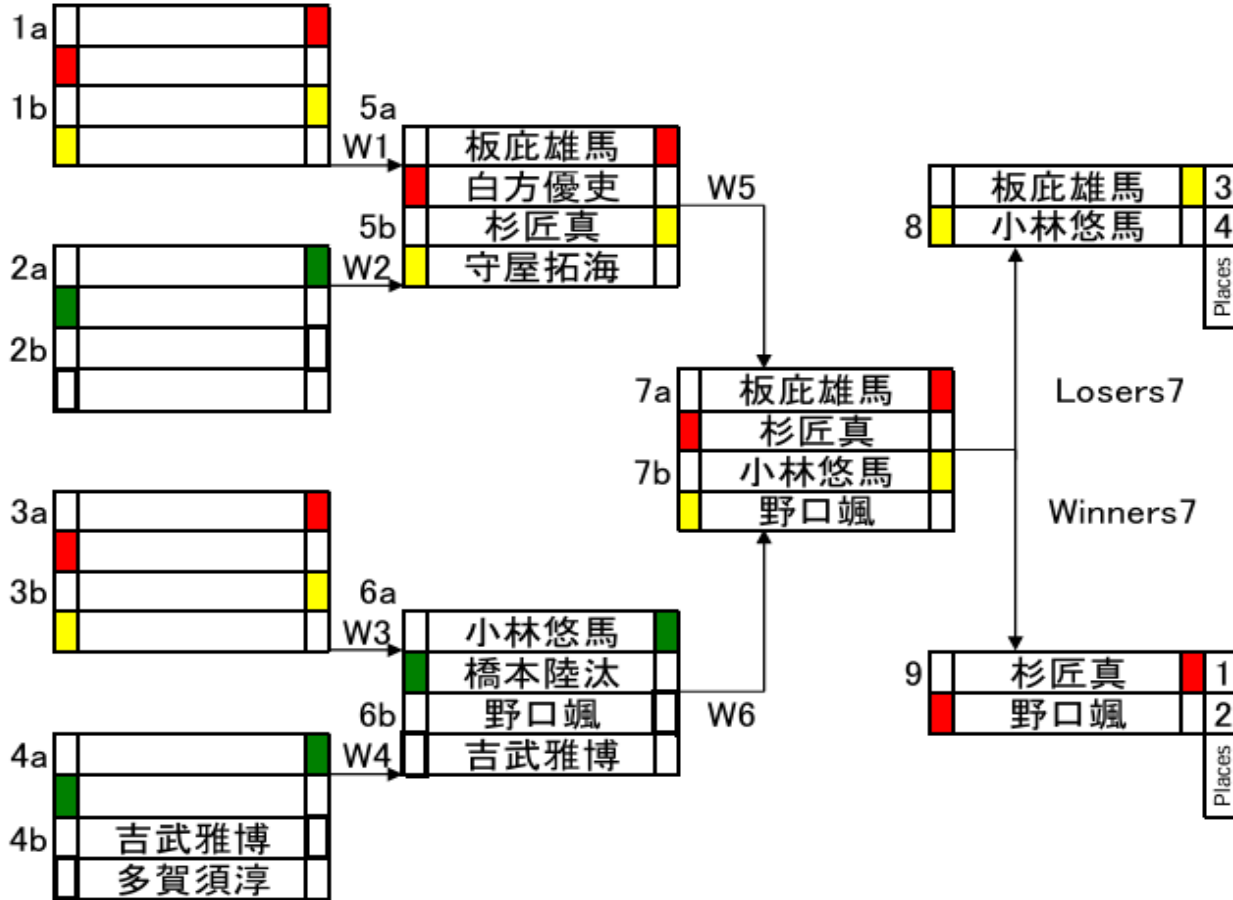 1a
1b
W1
2a
W2
2b
5a
板庇雄馬
白方優吏
5b
杉匠真
守屋拓海
W5
板庇雄馬 3
8 小林悠馬 4
Places
7a 板庇雄馬
杉匠真
7b 小林悠馬
野口颯
Losers7
Winners7
3a
3b
W3
6a
小林悠馬
橋本陸汰
6b 野口颯
吉武雅博
W6
4a
W4
4b 吉武雅博
多賀須淳
9 杉匠真 1
野口颯 2
Places